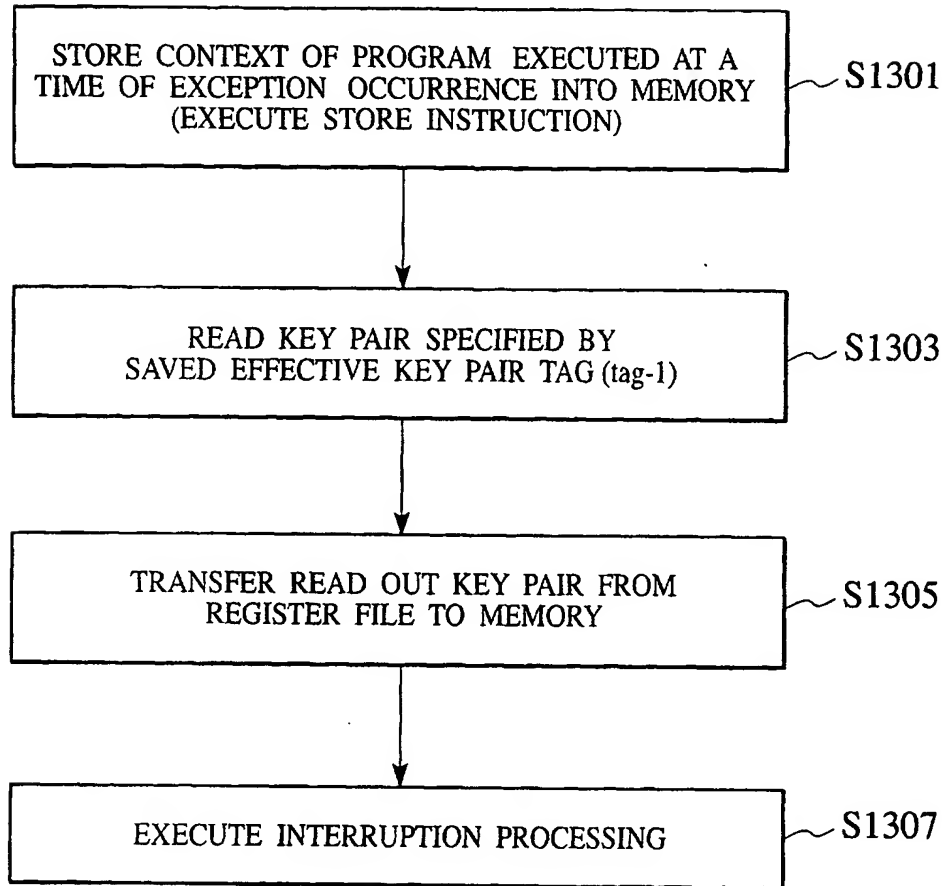 STORE CONTEXT OF PROGRAM EXECUTED AT A
TIME OF EXCEPTION OCCURRENCE INTO MEMORY
(EXECUTE STORE INSTRUCTION)
S1301
READ KEY PAIR SPECIFIED BY
SAVED EFFECTIVE KEY PAIR TAG (tag-1)
S1303
TRANSFER READ OUT KEY PAIR FROM
REGISTER FILE TO MEMORY
S1305
EXECUTE INTERRUPTION PROCESSING
S1307